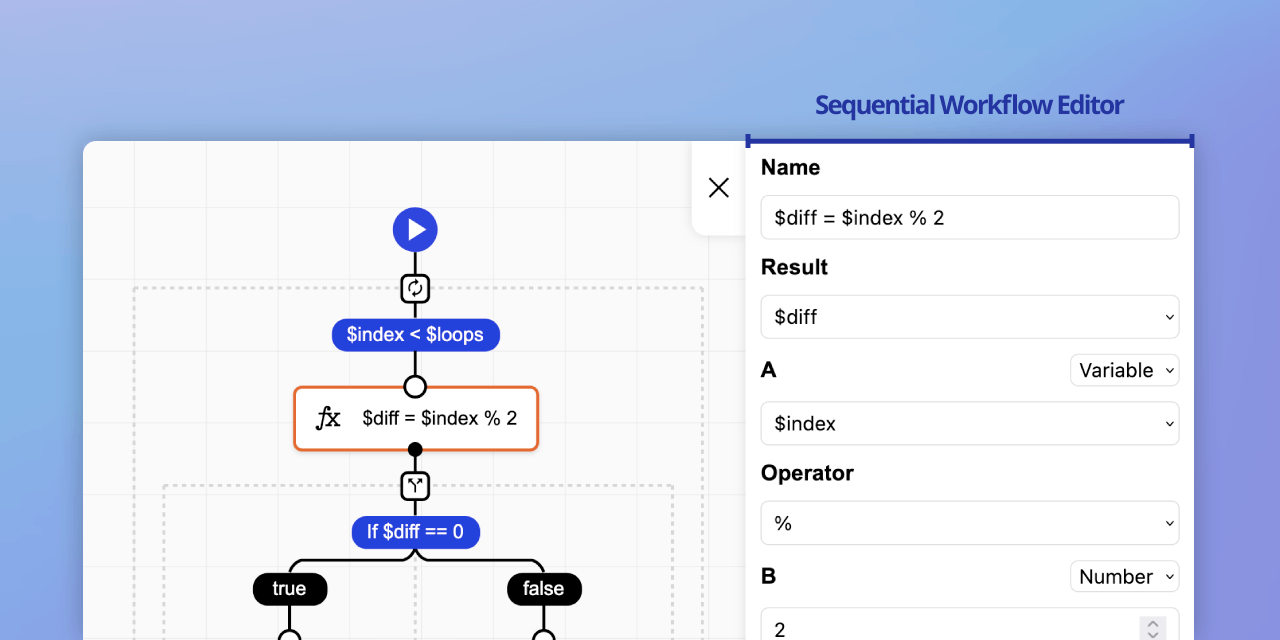 Sequential Workflow Editor
$index < $loops
fx
$diff = $index % 2
If $diff == 0
true
false
Name
$diff = $index % 2
Result
$diff
A
Variable
$index
Operator
%
B
Number
2